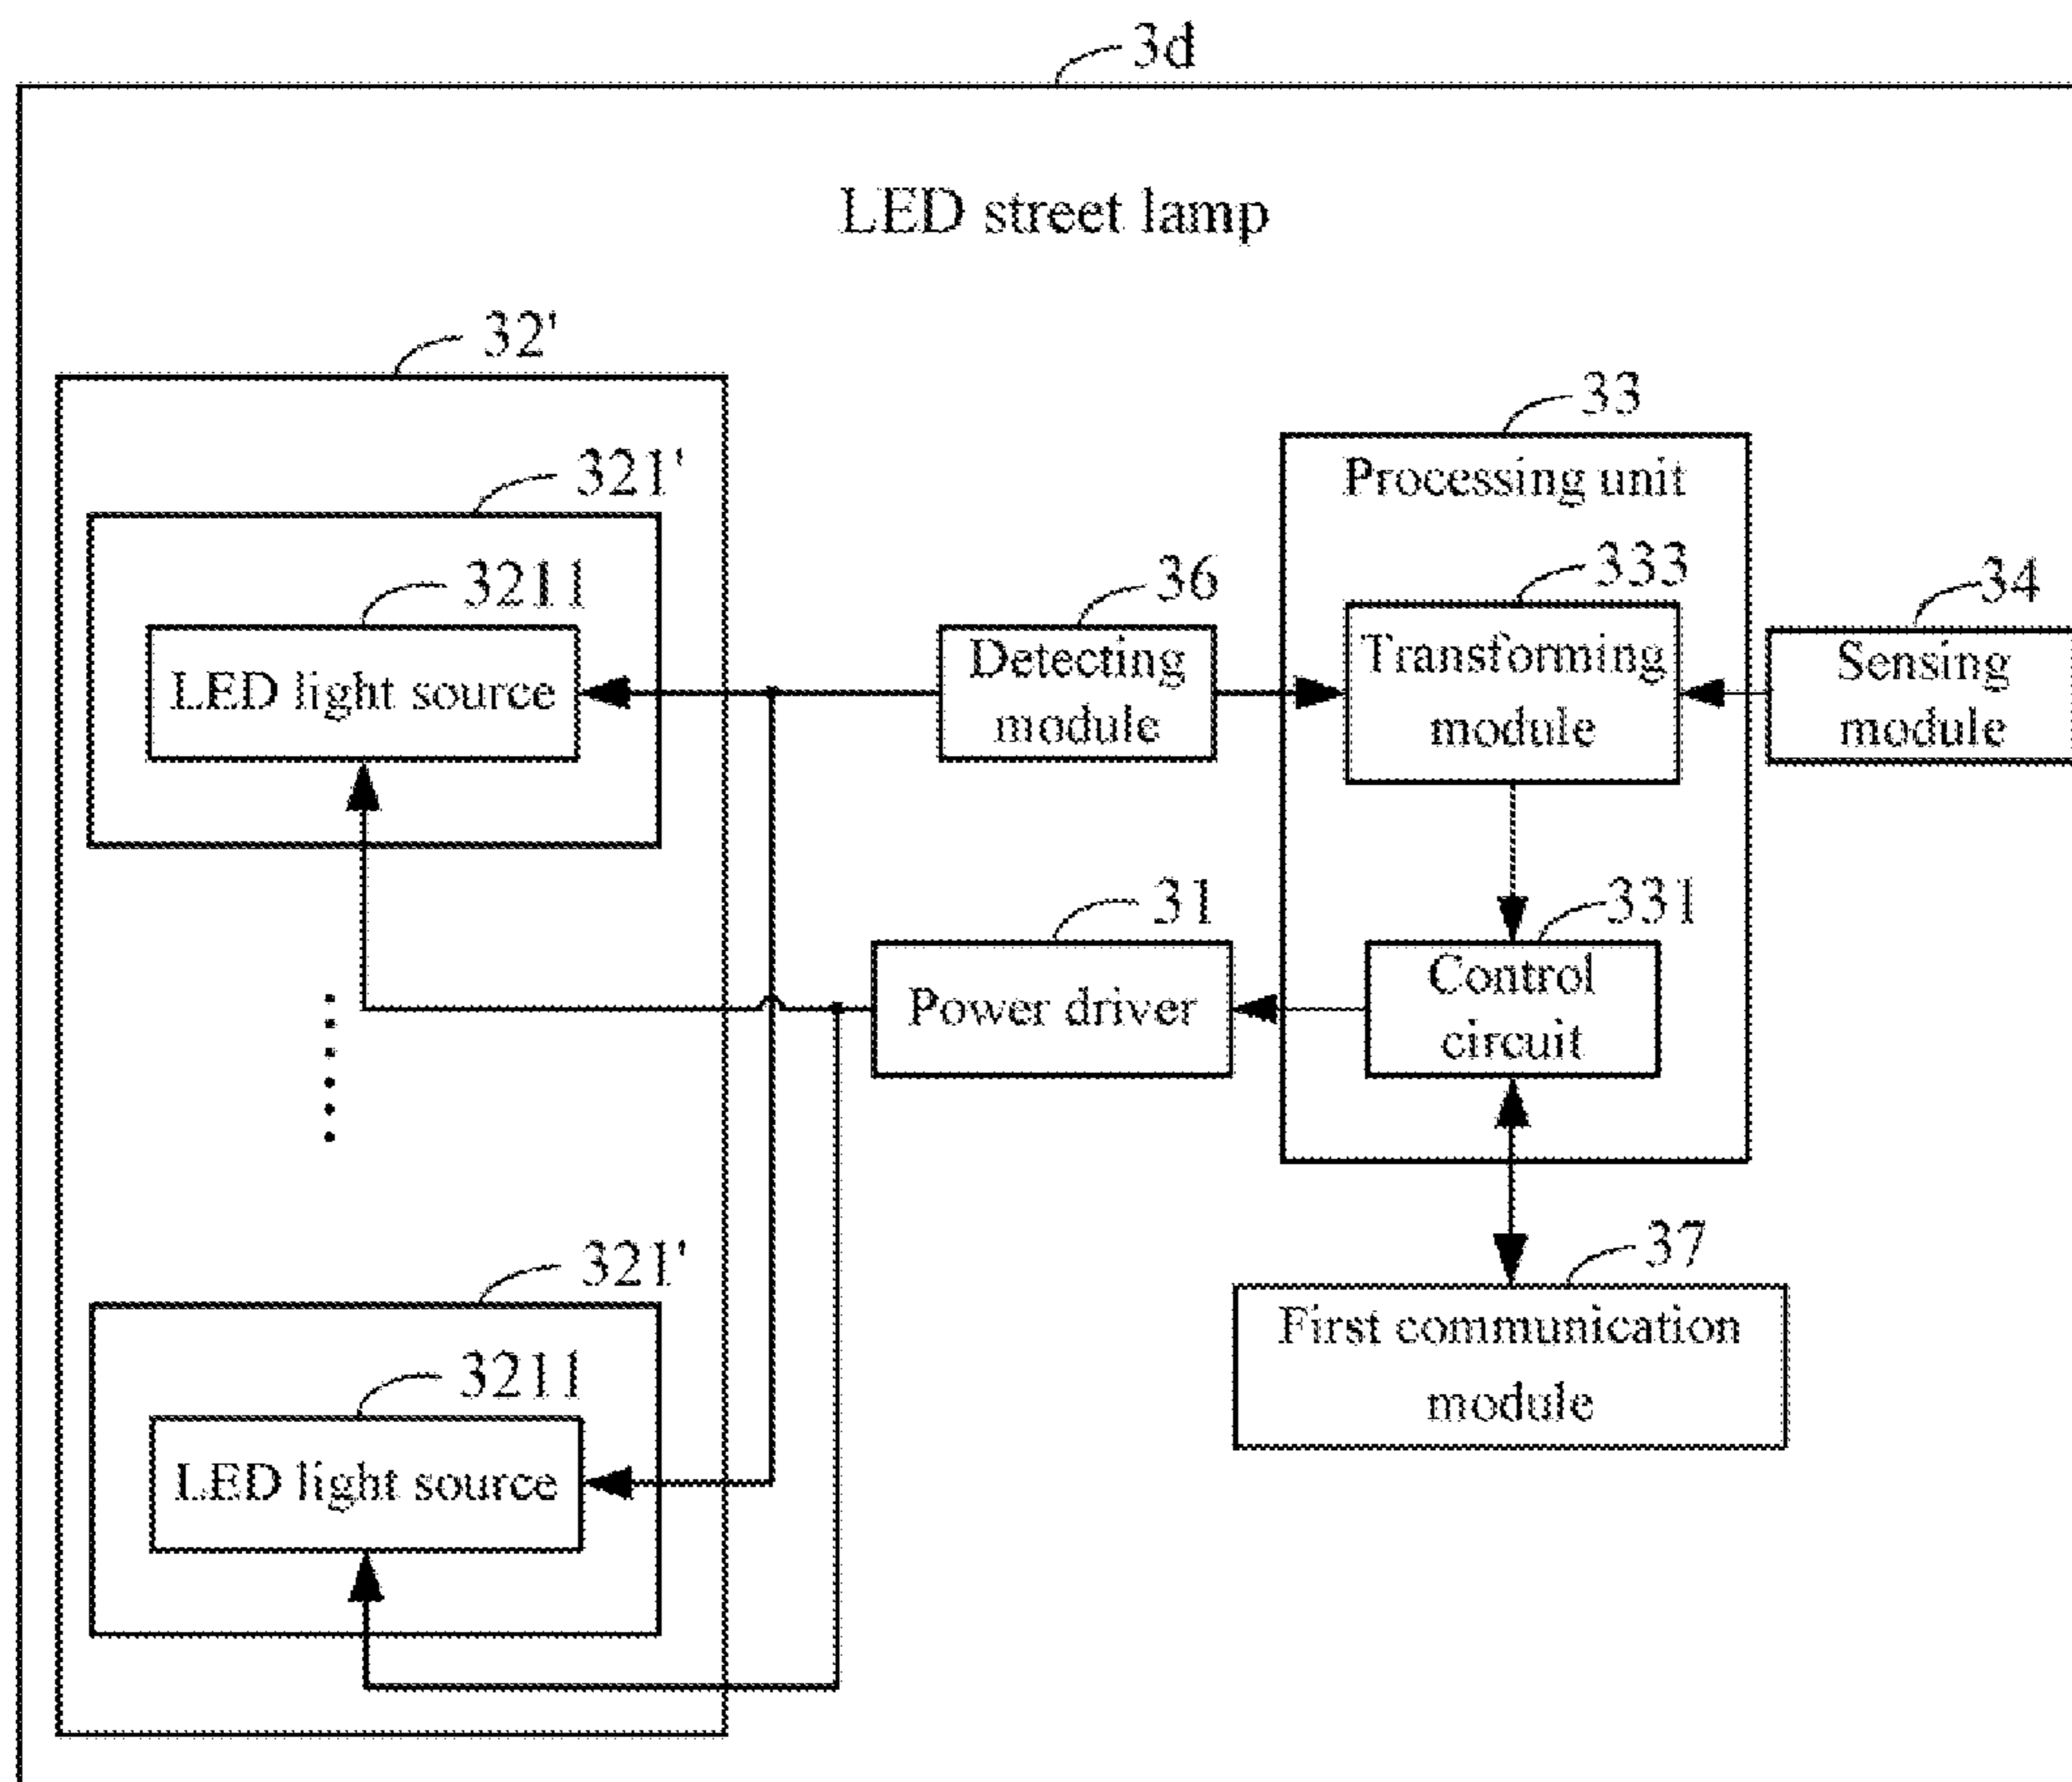 3d
LED street lamp
32'
33
Processing unit
321'
3211
LED light source
36
Detecting
module
333
Transforming
module
34
Sensing
module
31
Power driver
331
Control
circuit
37
First communication
module
321'
3211
LED light source